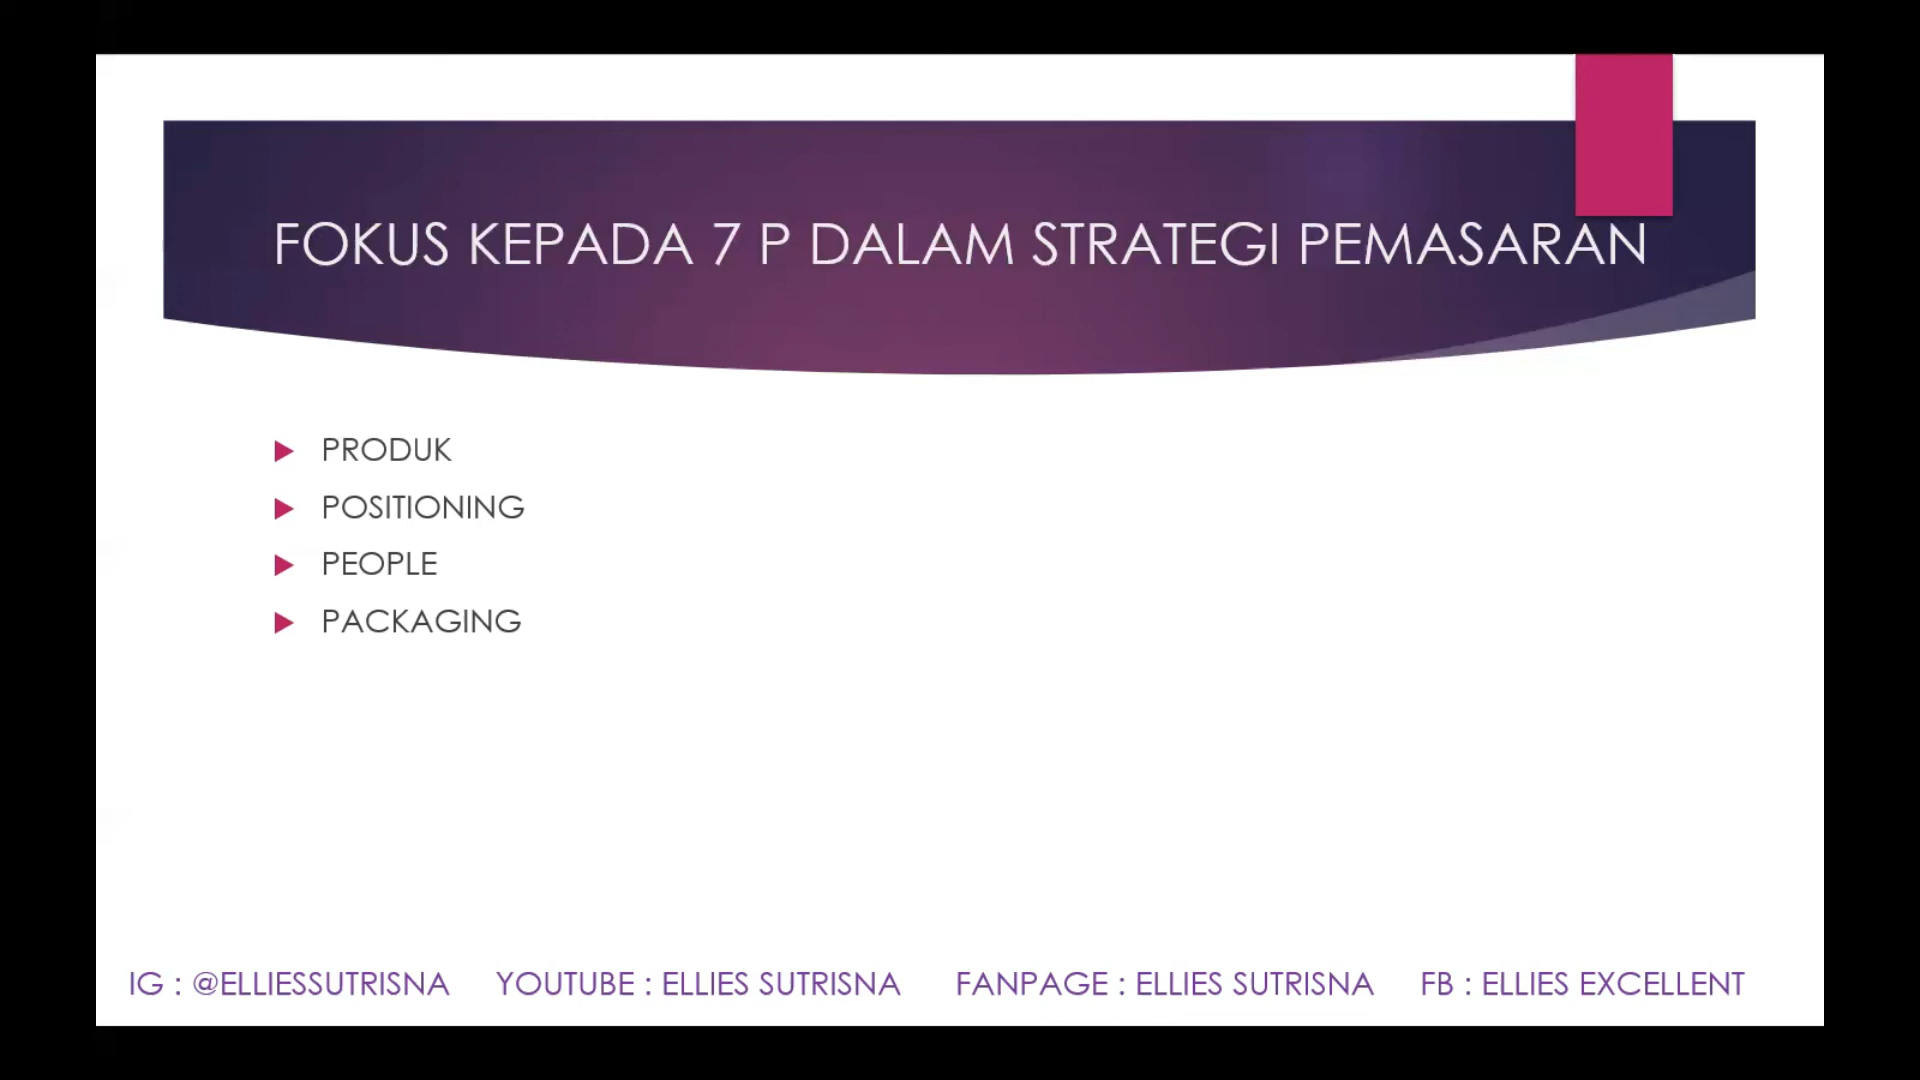 FOKUS KEPADA 7 P DALAM STRATEGI PEMASARAN
PRODUK
POSITIONING
PEOPLE
PACKAGING
IG : @ELLIESSUTRISNA YOUTUBE : ELLIES SUTRISNA FANPAGE : ELLIES SUTRISNA FB : ELLIES EXCELLENT